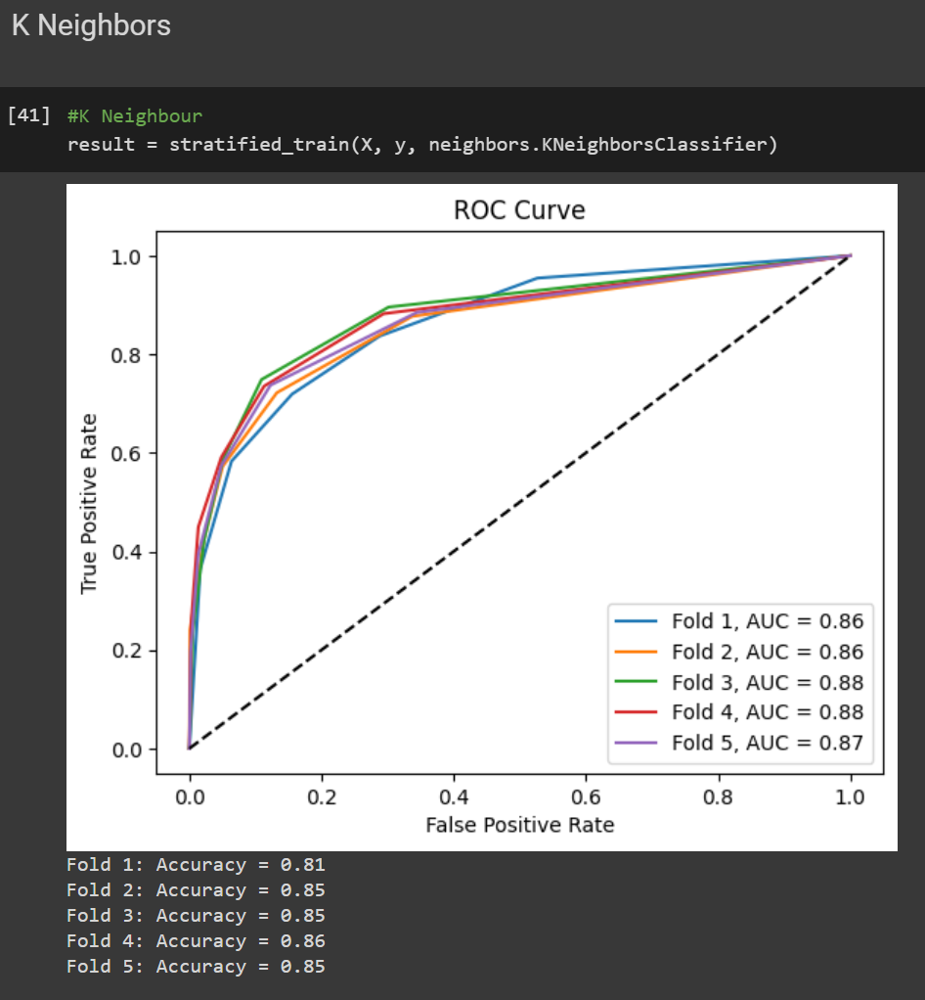 K Neighbors
[41] #K Neighbour
result = stratified_train(X, y, neighbors.KNeighborsClassifier)
ROC Curve
1.0
0.8
0.6
0.4
0.2
0.0
True Positive Rate
Fold 1, AUC = 0.86
Fold 2, AUC = 0.86
Fold 3, AUC = 0.88
Fold 4, AUC = 0.88
Fold 5, AUC = 0.87
0.0 0.2 0.4 0.6 0.8 1.0
False Positive Rate
Fold 1: Accuracy = 0.81
Fold 2: Accuracy = 0.85
Fold 3: Accuracy = 0.85
Fold 4: Accuracy = 0.86
Fold 5: Accuracy = 0.85